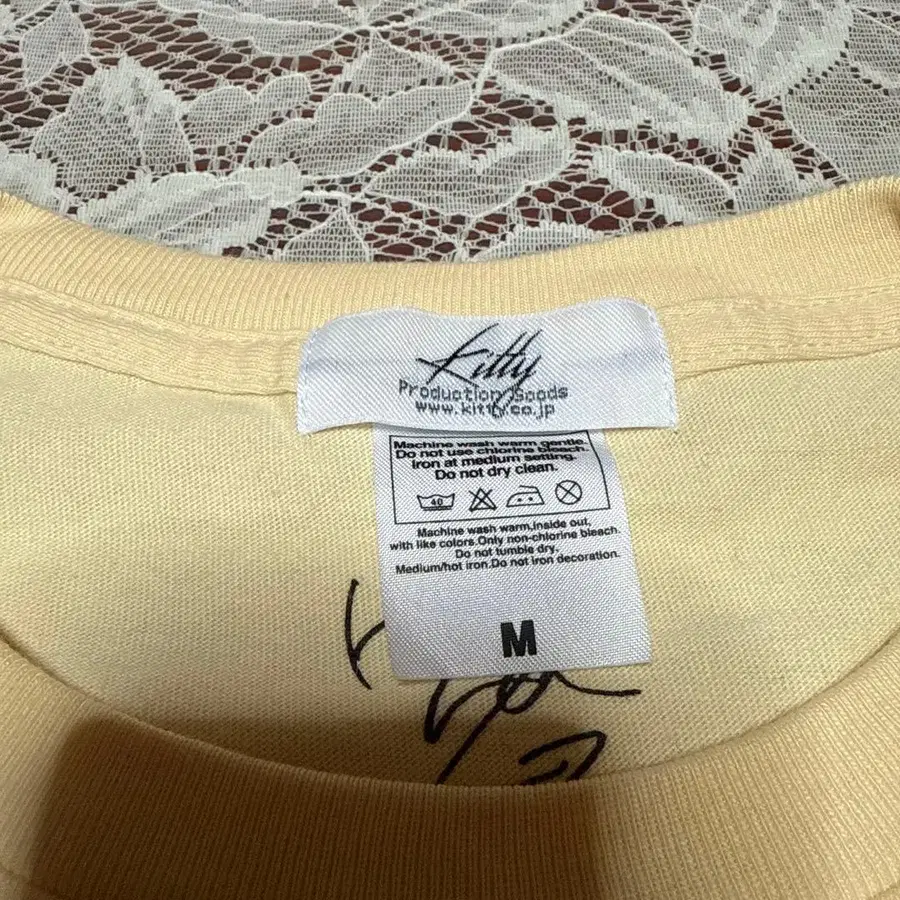 Kitty
Production Goods
www.kitty.co.jp
Machine wash warm gentle.
Do not use chlorine bleach.
Iron at medium setting.
Do not dry clean.
40
Machine wash warm,inside out,
with like colors.Only non-chlorine bleach.
Do not tumble dry.
Medium/hot iron.Do not iron decoration.
M